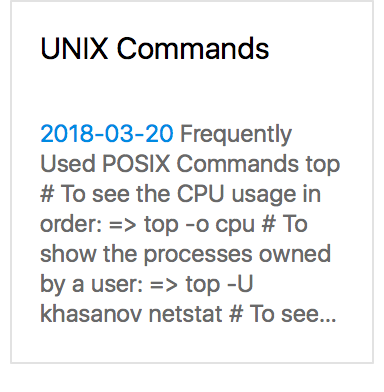 UNIX Commands
2018-03-20 Frequently
Used POSIX Commands top
# To see the CPU usage in
order: => top -o cpu # To
show the processes owned
by a user: => top -U
khasanov netstat # To see...